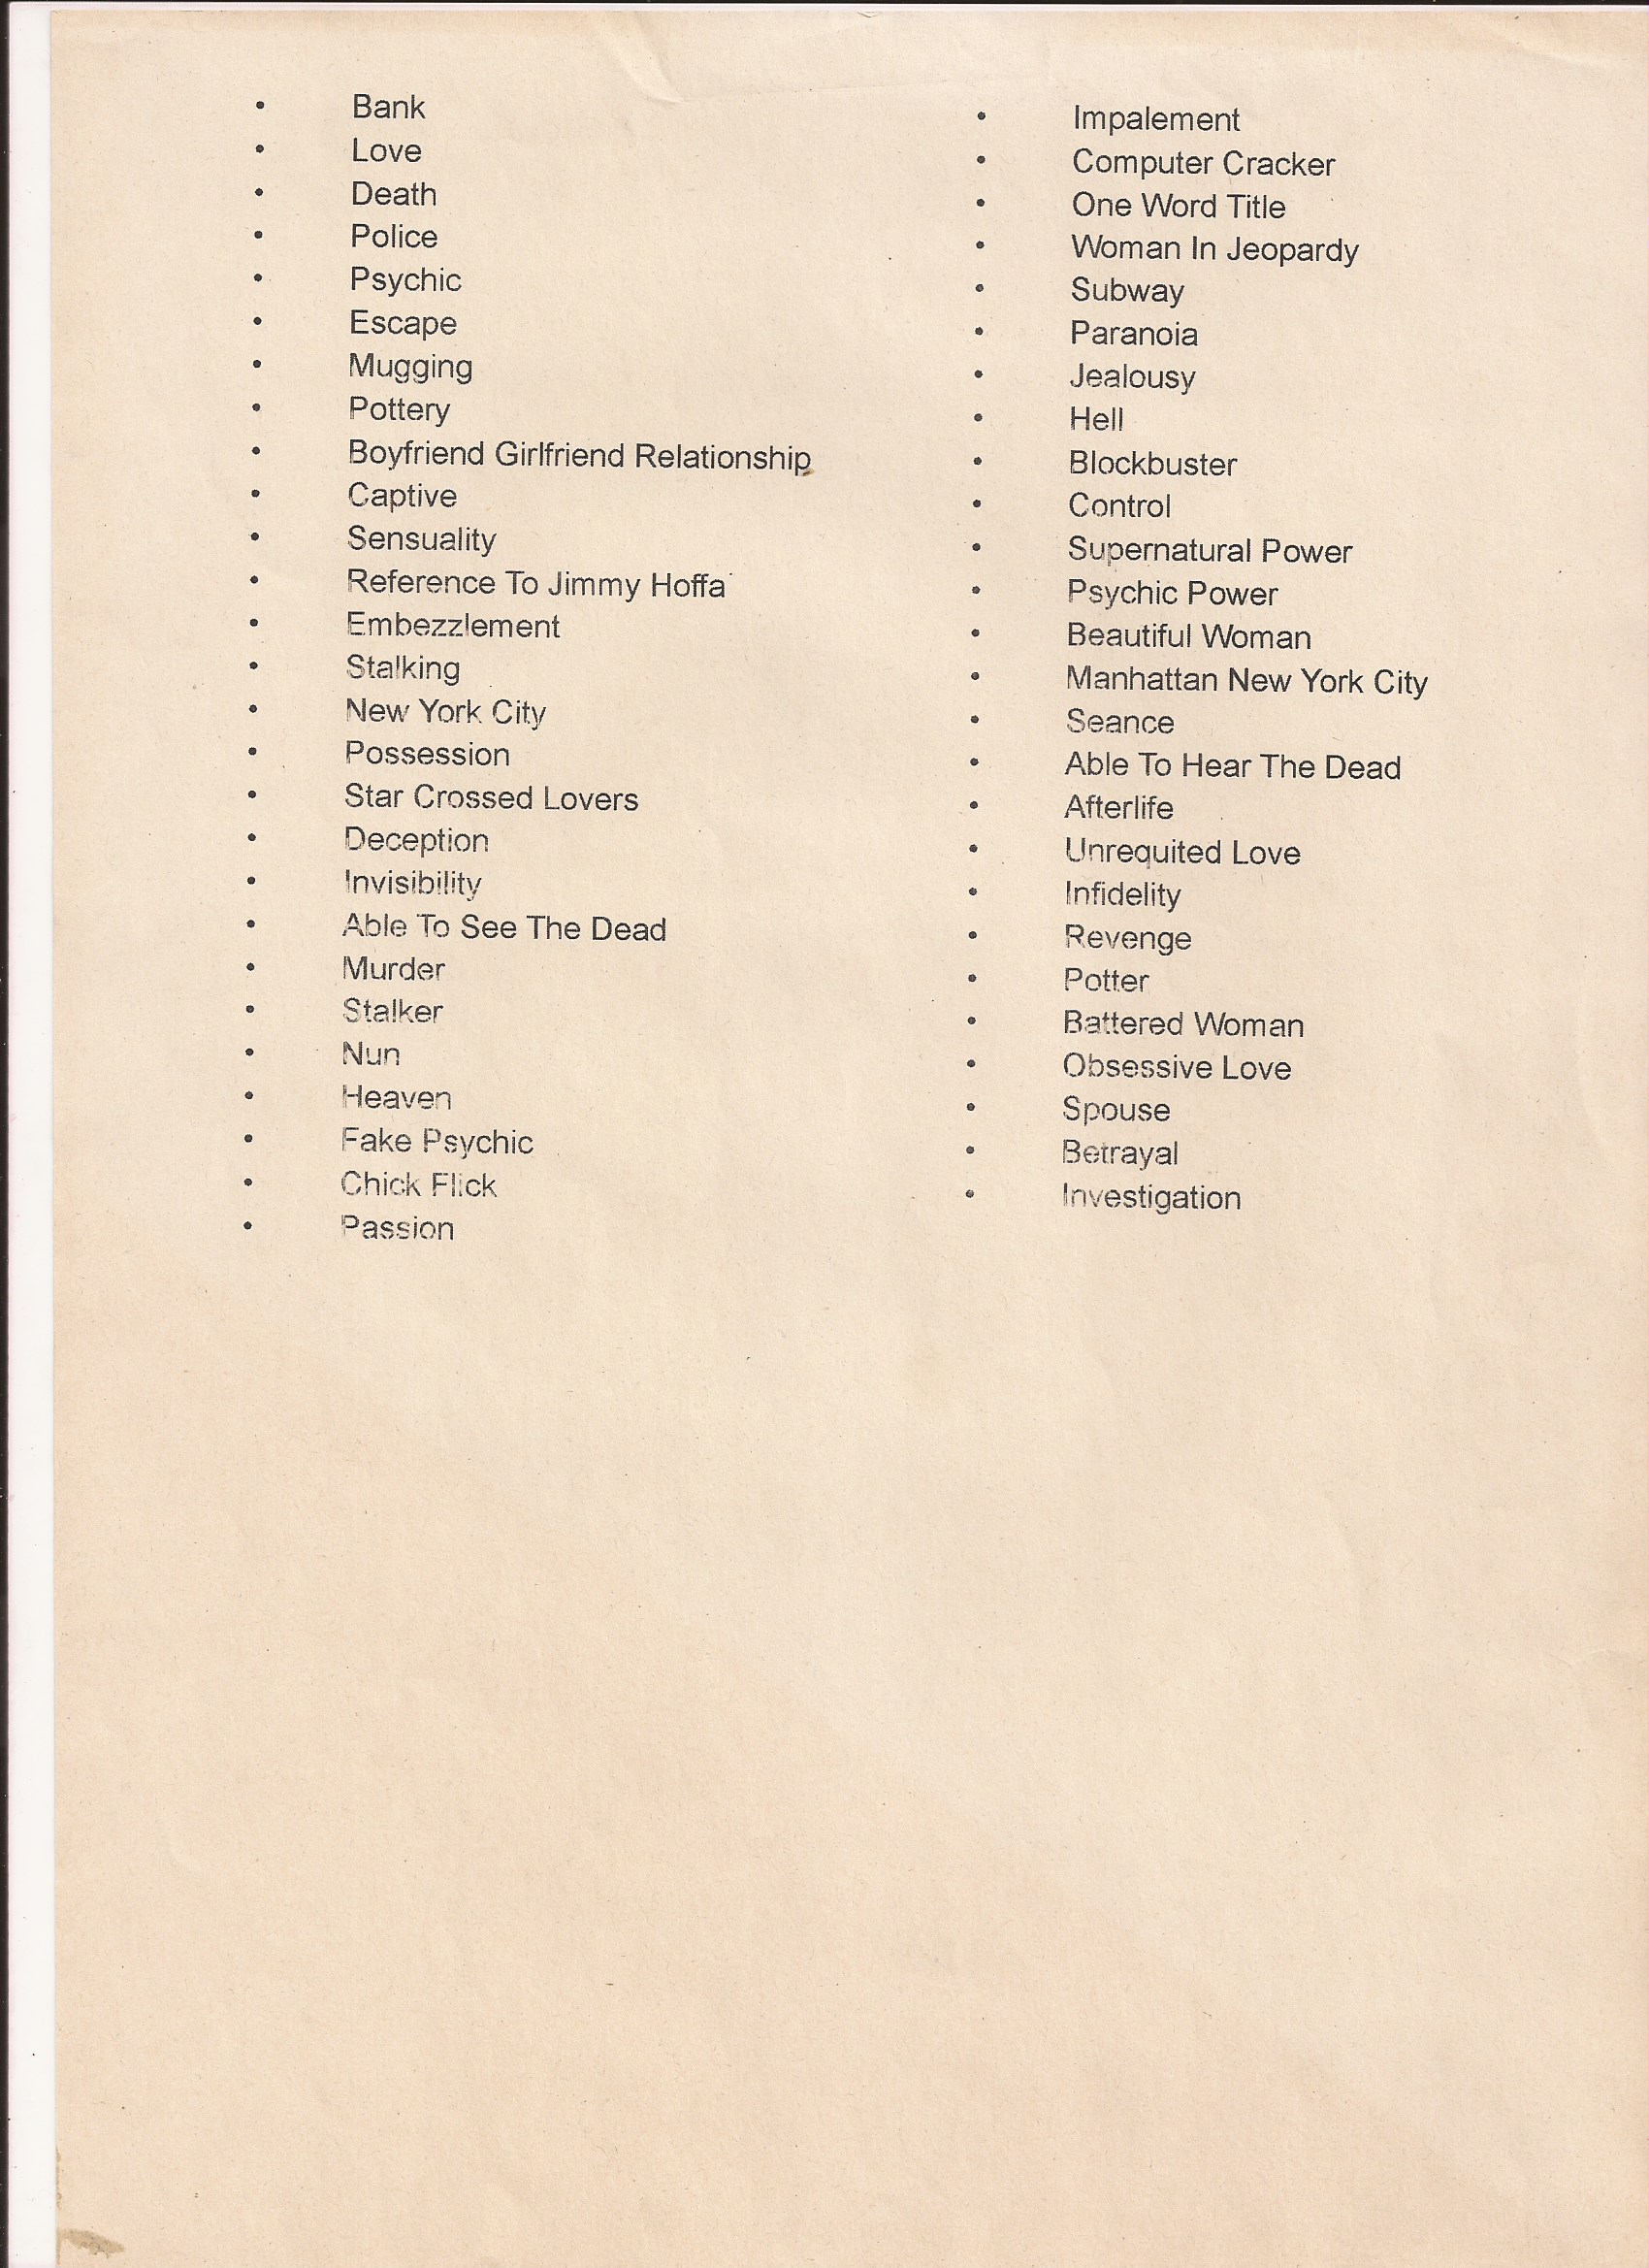 • Bank
• Love
• Death
• Police
• Psychic
• Escape
• Mugging
• Pottery
• Boyfriend Girlfriend Relationship
• Captive
• Sensuality
• Reference To Jimmy Hoffa
• Embezzlement
• Stalking
• New York City
• Possession
• Star Crossed Lovers
• Deception
• Invisibility
• Able To See The Dead
• Murder
• Stalker
• Nun
• Heaven
• Fake Psychic
• Chick Flick
• Passion
• Impalement
• Computer Cracker
• One Word Title
• Woman In Jeopardy
• Subway
• Paranoia
• Jealousy
• Hell
• Blockbuster
• Control
• Supernatural Power
• Psychic Power
• Beautiful Woman
• Manhattan New York City
• Seance
• Able To Hear The Dead
• Afterlife
• Unrequited Love
• Infidelity
• Revenge
• Potter
• Battered Woman
• Obsessive Love
• Spouse
• Betrayal
• Investigation